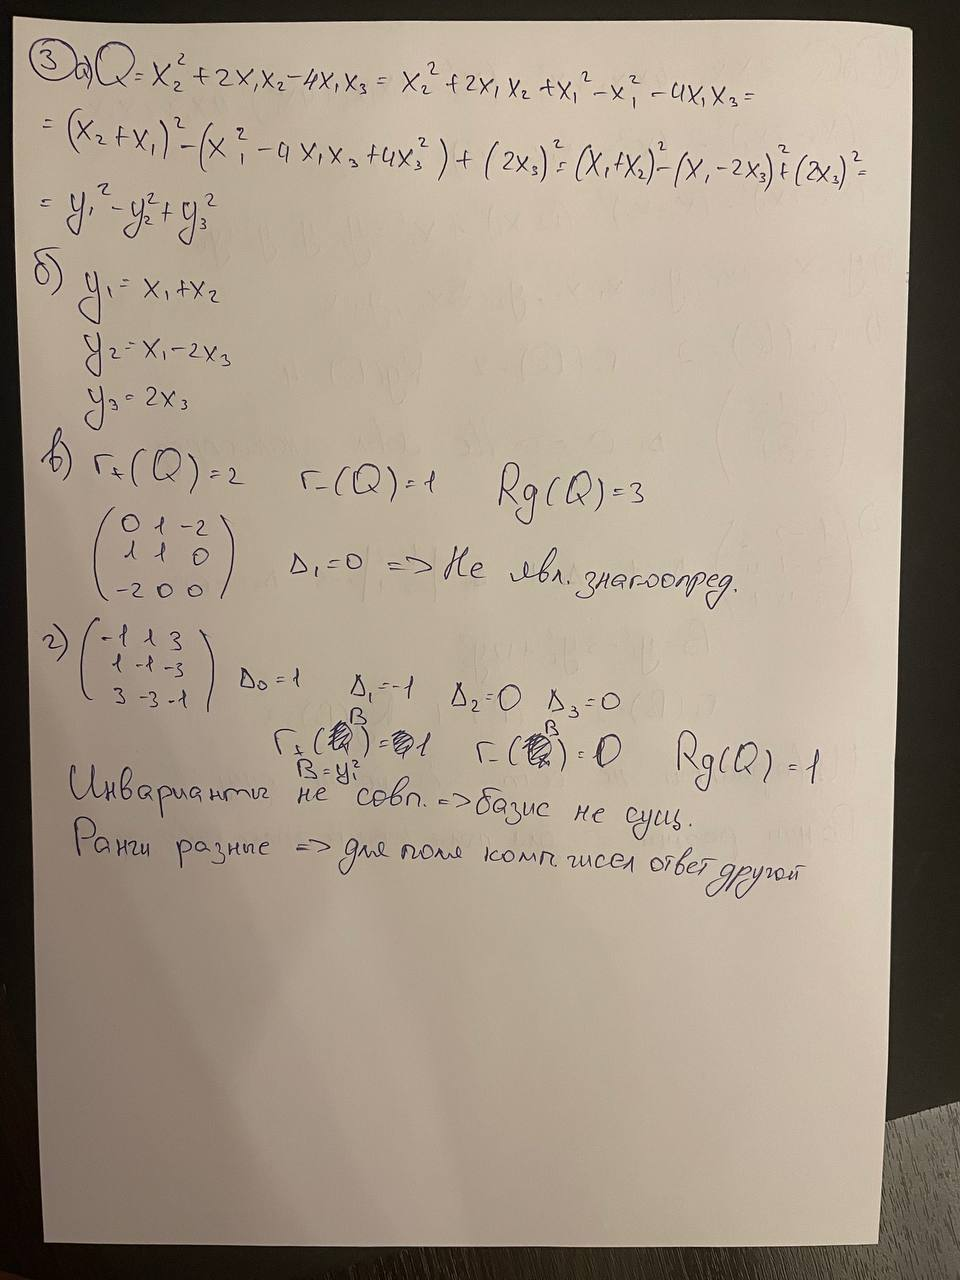 ③ а) Q = x₂² + 2x₁x₂ - 4x₁x₃ = x₂² + 2x₁x₂ + x₁² - x₁² - 4x₁x₃ =
= (x₂+x₁)² - (x₁² - 4x₁x₃ + 4x₃²) + (2x₃)² = (x₁+x₂)² - (x₁-2x₃)² + (2x₃)² =
= y₁² - y₂² + y₃²
б) y₁ = x₁+x₂
y₂ = x₁-2x₃
y₃ = 2x₃
в) r₊(Q) = 2 r₋(Q) = 1 Rg(Q) = 3
0 1 -2
1 1 0
-2 0 0
Δ₁ = 0 => Не явл. знакоопред.
г)
-1 1 3
1 -1 -3
3 -3 -1
Δ₀ = 1 Δ₁ = -1 Δ₂ = 0 Δ₃ = 0
r₊(B) = 1 r₋(B) = 0 Rg(Q) = 1
B = y₁²
Инварианты не совп. => базис не сущ.
Ранги разные => для поля комп. чисел ответ другой